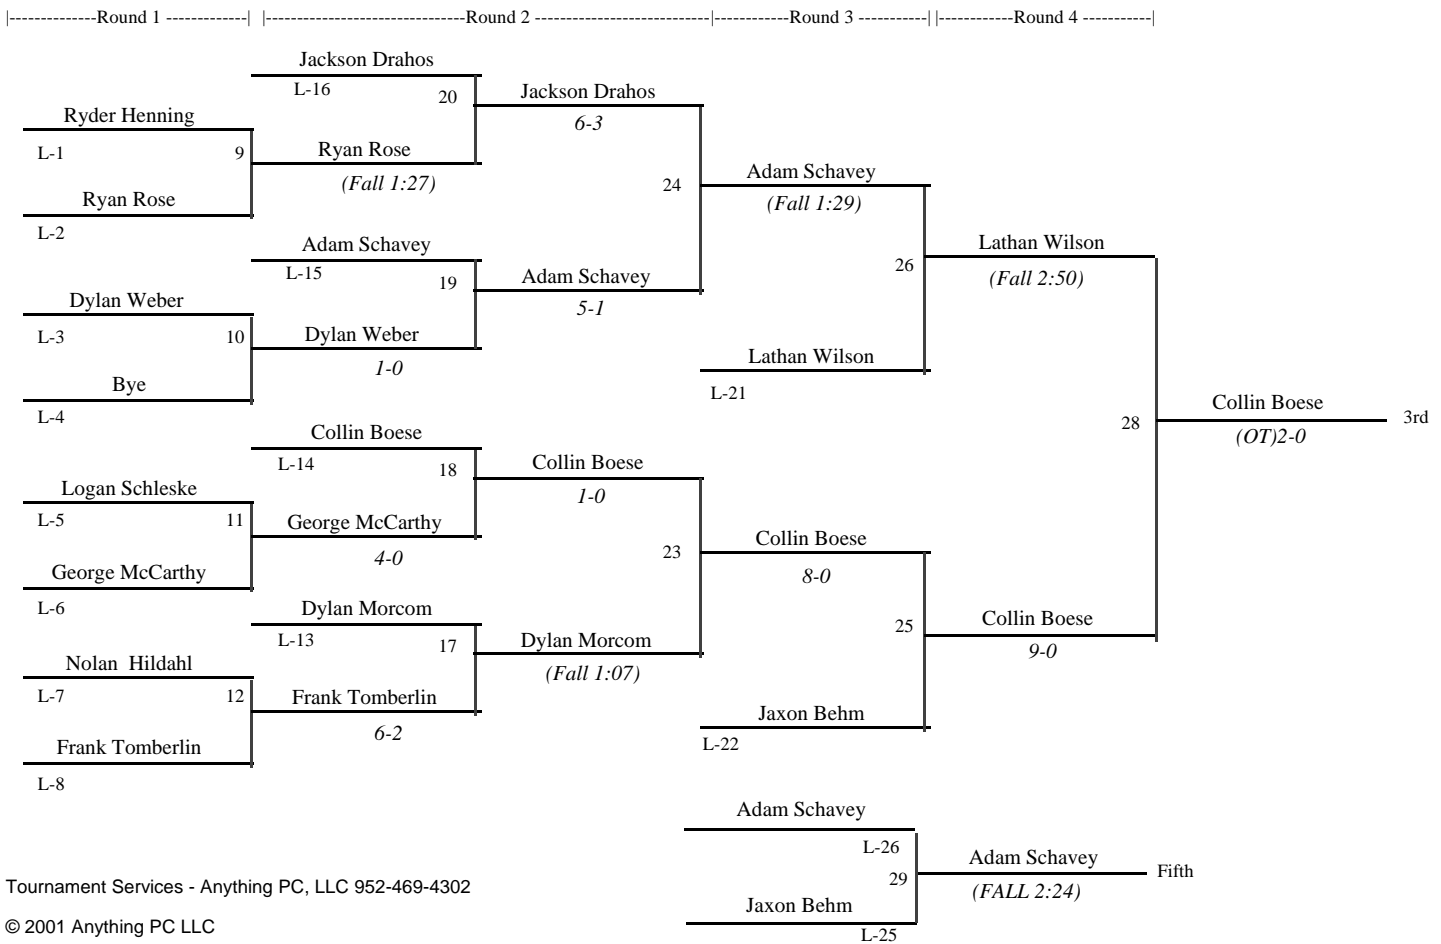 |-------------Round 1 ------------| |-----------------------------Round 2 -------------------------|-----------Round 3 ----------| |-----------Round 4 ----------|
Jackson Drahos
L-16
20
Jackson Drahos
6-3
Ryder Henning
L-1
9
Ryan Rose
(Fall 1:27)
Ryan Rose
L-2
24
Adam Schavey
(Fall 1:29)
Adam Schavey
L-15
19
Adam Schavey
5-1
Dylan Weber
L-3
10
Dylan Weber
1-0
Bye
L-4
26
Lathan Wilson
(Fall 2:50)
Lathan Wilson
L-21
Collin Boese
L-14
18
Collin Boese
1-0
Logan Schleske
L-5
11
George McCarthy
4-0
George McCarthy
L-6
28
Collin Boese
3rd
(OT)2-0
23
Collin Boese
8-0
Dylan Morcom
L-13
17
Dylan Morcom
(Fall 1:07)
Nolan  Hildahl
L-7
12
Frank Tomberlin
6-2
Frank Tomberlin
L-8
25
Collin Boese
9-0
Jaxon Behm
L-22
Adam Schavey
L-26
29
Adam Schavey
Fifth
(FALL 2:24)
Jaxon Behm
L-25
Tournament Services - Anything PC, LLC 952-469-4302
© 2001 Anything PC LLC